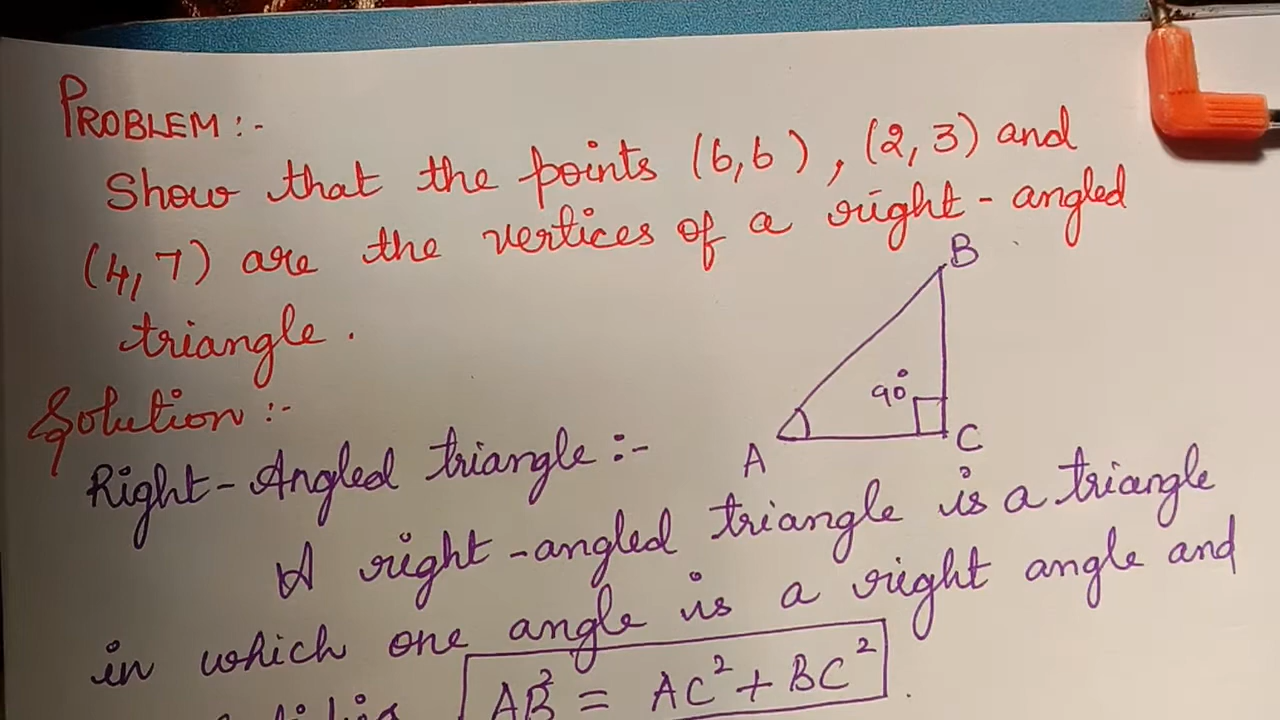 PROBLEM :-
Show that the points (6,6), (2,3) and
(4,7) are the vertices of a right-angled
triangle.
Solution :-
B
90°
A
C
Right-Angled triangle :-
A right-angled triangle is a triangle
in which one angle is a right angle and
AB² = AC² + BC².